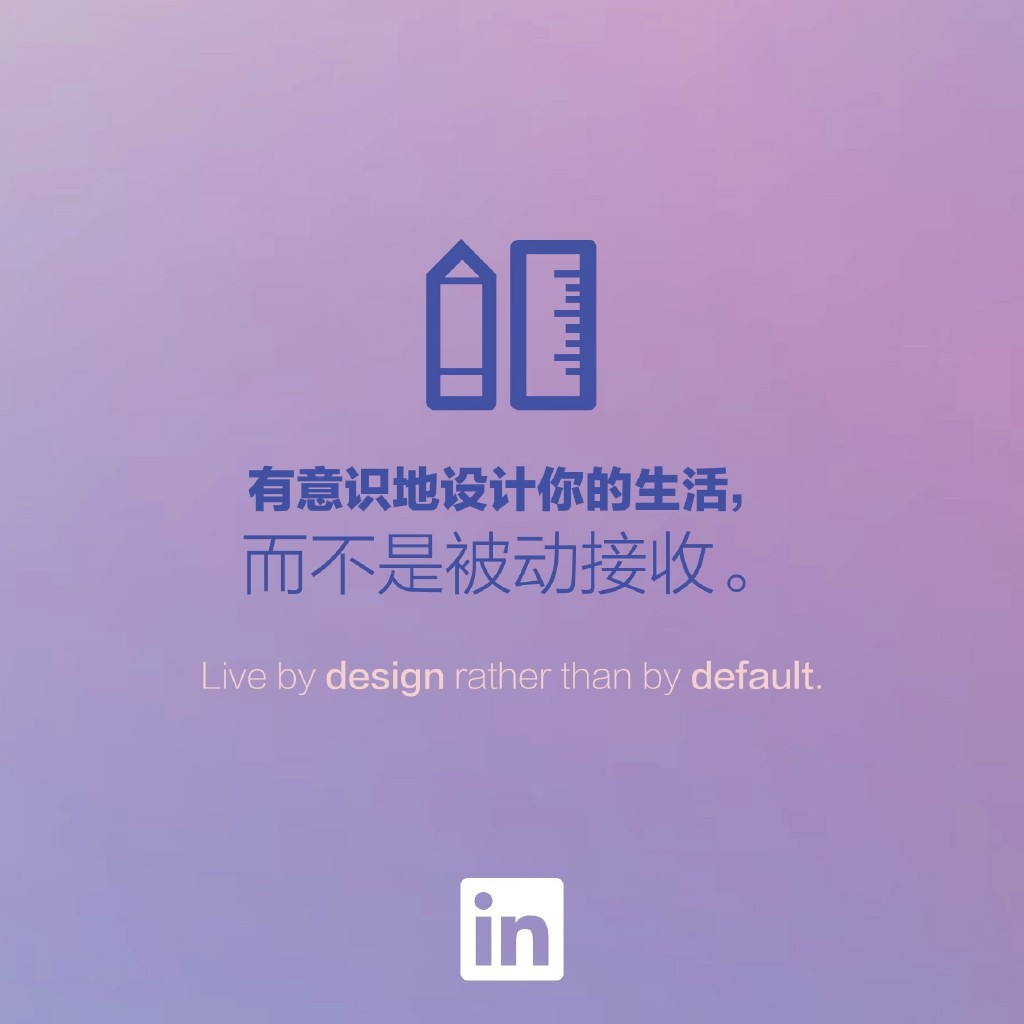 有意识地设计你的生活,
而不是被动接收。
Live by design rather than by default.
in